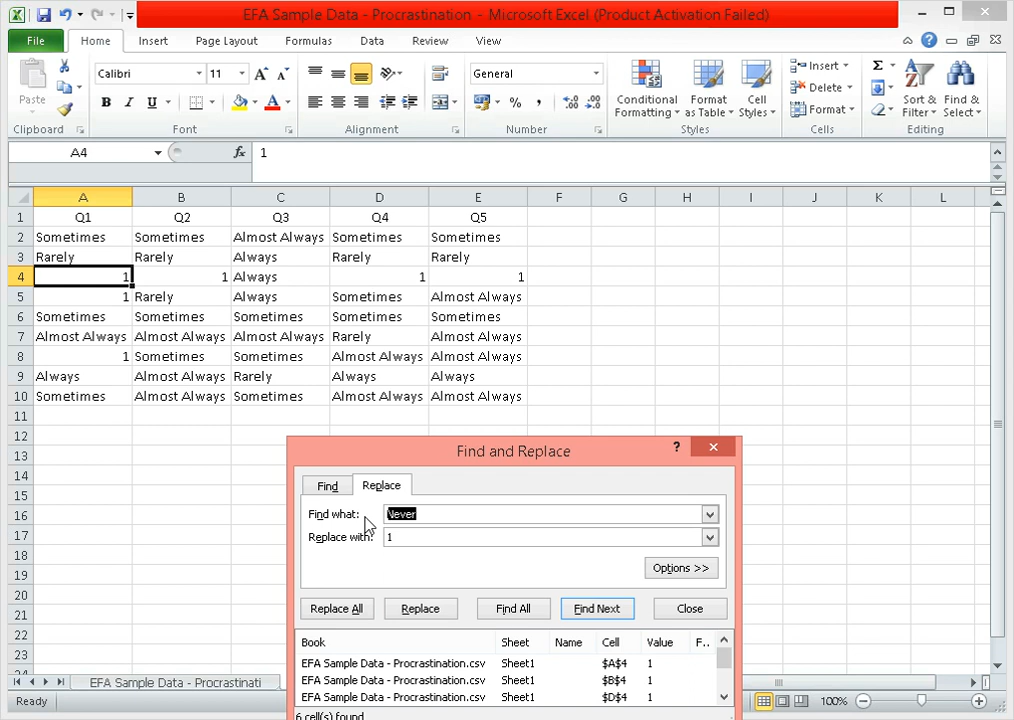 EFA Sample Data - Procrastination - Microsoft Excel (Product Activation Failed)
File Home Insert Page Layout Formulas Data Review View
Paste
Calibri 11 General
B I U
Conditional Formatting
Format as Table
Cell Styles
Insert
Delete
Format
Sort & Filter
Find & Select
Clipboard Font Alignment Number Styles Cells Editing
A4 fx 1
A B C D E F G H I J K L
1 Q1 Q2 Q3 Q4 Q5
2 Sometimes Sometimes Almost Always Sometimes Sometimes
3 Rarely Rarely Always Rarely Rarely
4 1 1 Always 1 1
5 1 Rarely Always Sometimes Almost Always
6 Sometimes Sometimes Sometimes Sometimes Sometimes
7 Almost Always Almost Always Almost Always Rarely Almost Always
8 1 Sometimes Sometimes Almost Always Almost Always
9 Always Almost Always Rarely Always Always
10 Sometimes Almost Always Sometimes Almost Always Almost Always
11
12
13
14
15
16
17
18
19
20
21
22
23
24
Find and Replace
?
Find Replace
Find what: Never
Replace with: 1
Options >>
Replace All Replace Find All Find Next Close
Book Sheet Name Cell Value F..
EFA Sample Data - Procrastination.csv Sheet1 $A$4 1
EFA Sample Data - Procrastination.csv Sheet1 $B$4 1
EFA Sample Data - Procrastination.csv Sheet1 $D$4 1
6 cell(s) found
EFA Sample Data - Procrastinati
Ready 100%